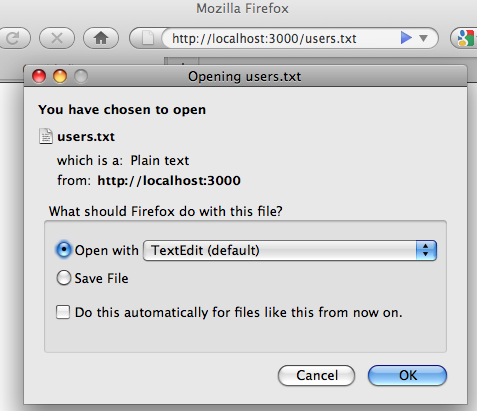 Mozilla Firefox
http://localhost:3000/users.txt
Opening users.txt
You have chosen to open
users.txt
which is a: Plain text
from: http://localhost:3000
What should Firefox do with this file?
Open with TextEdit (default)
Save File
Do this automatically for files like this from now on.
Cancel OK